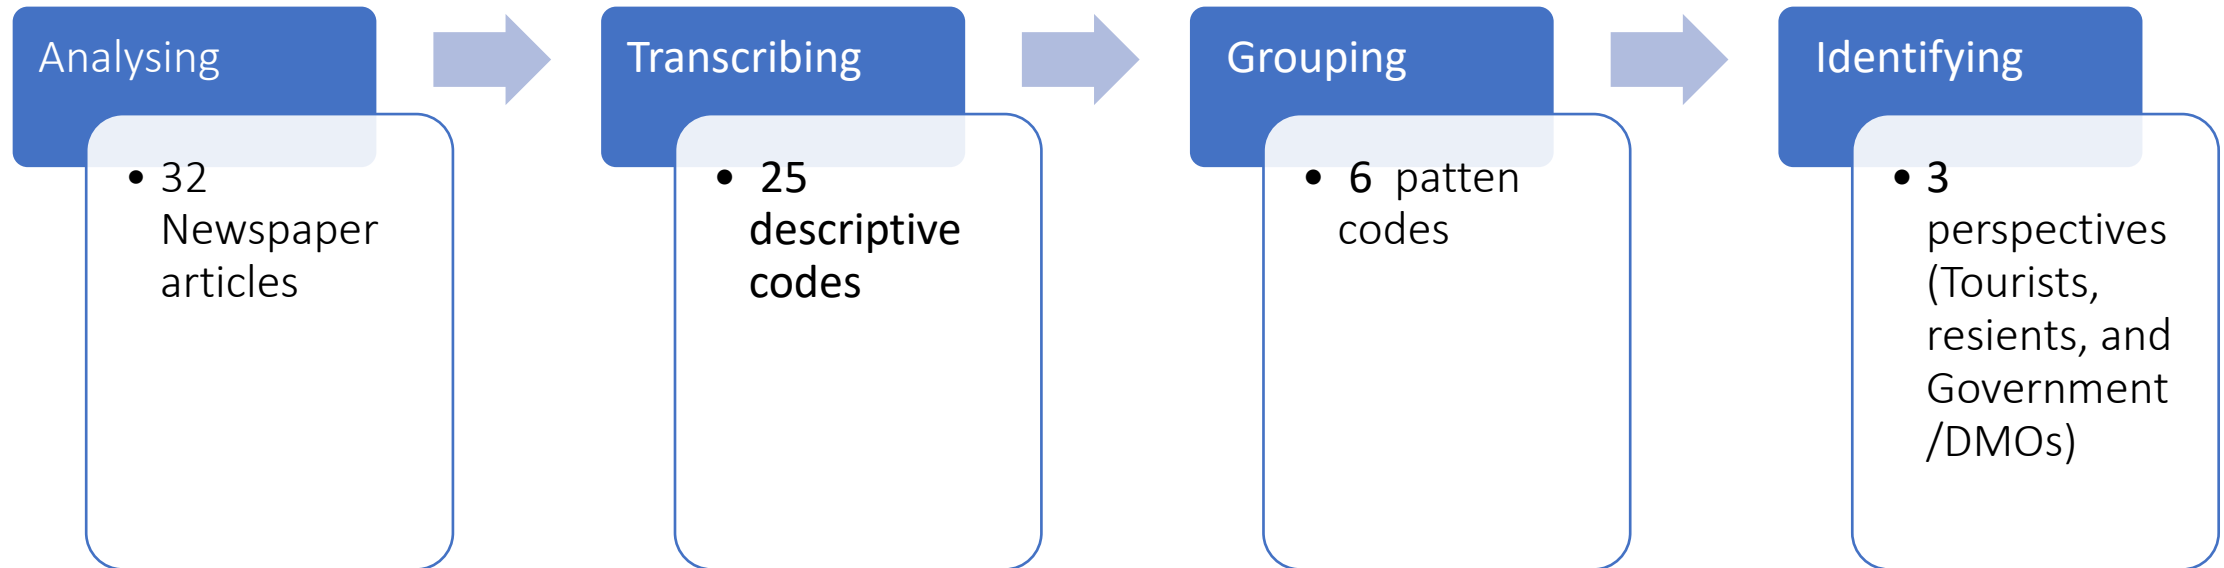 Analysing
• 32
Newspaper
articles
Transcribing
• 25
descriptive
codes
Grouping
• 6 patten
codes
Identifying
• 3
perspectives
(Tourists,
resients, and
Government
/DMOs)